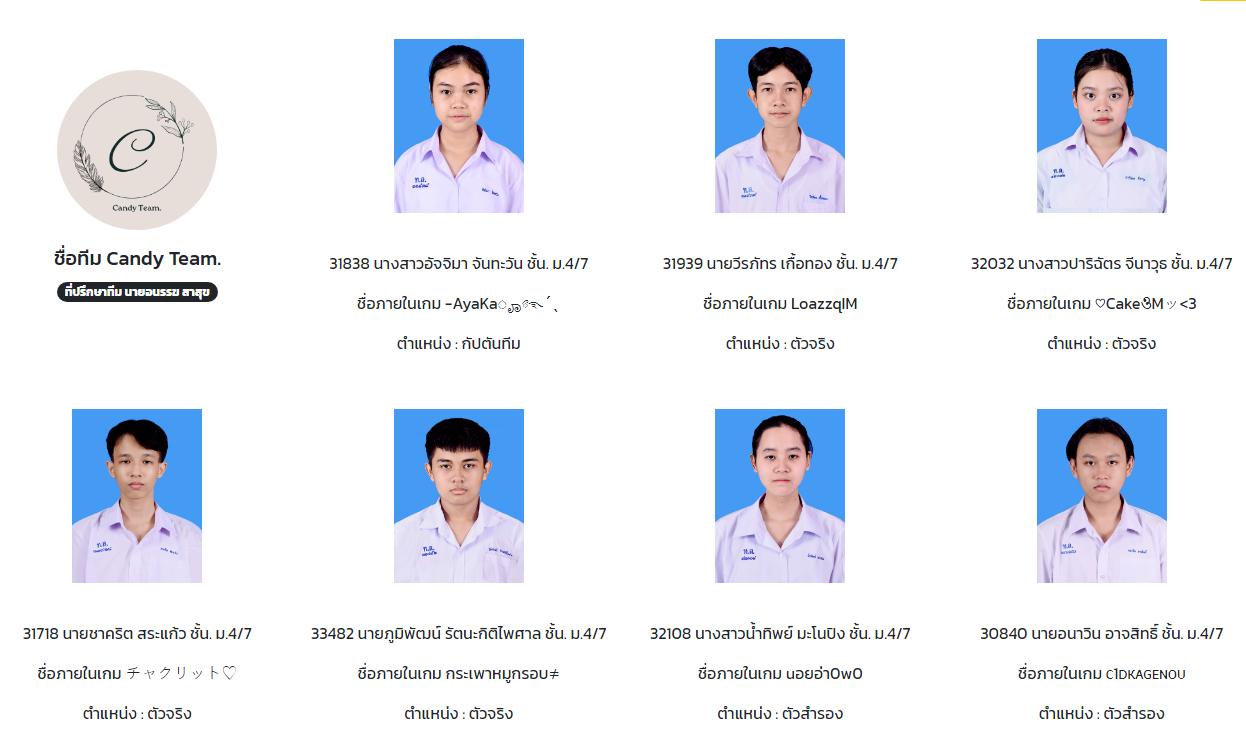 C
Candy Team.
ชื่อทีม Candy Team.
ที่ปรึกษาทีม นายอนรรฆ สาสุข
31838 นางสาวอัจจิมา จันทะวัน ชั้น. ม.4/7
ชื่อภายในเกม -AyaKa
ตำแหน่ง : กัปตันทีม
31939 นายวีรภัทร เกื้อทอง ชั้น. ม.4/7
ชื่อภายในเกม LoazzqIM
ตำแหน่ง : ตัวจริง
32032 นางสาวปาริฉัตร จีนาวุธ ชั้น. ม.4/7
ชื่อภายในเกม ♡CakeꨄMッ<3
ตำแหน่ง : ตัวจริง
31718 นายชาคริต สระแก้ว ชั้น. ม.4/7
ชื่อภายในเกม チャクリット♡
ตำแหน่ง : ตัวจริง
33482 นายภูมิพัฒน์ รัตนะกิติไพศาล ชั้น. ม.4/7
ชื่อภายในเกม กระเพาหมูกรอบ≠
ตำแหน่ง : ตัวจริง
32108 นางสาวน้ำทิพย์ มะโนปิง ชั้น. ม.4/7
ชื่อภายในเกม นอยอ่าOwO
ตำแหน่ง : ตัวสำรอง
30840 นายอนาวิน อาจสิทธิ์ ชั้น. ม.4/7
ชื่อภายในเกม ᴄ1ᴅᴋᴀɢᴇɴᴏᴜ
ตำแหน่ง : ตัวสำรอง